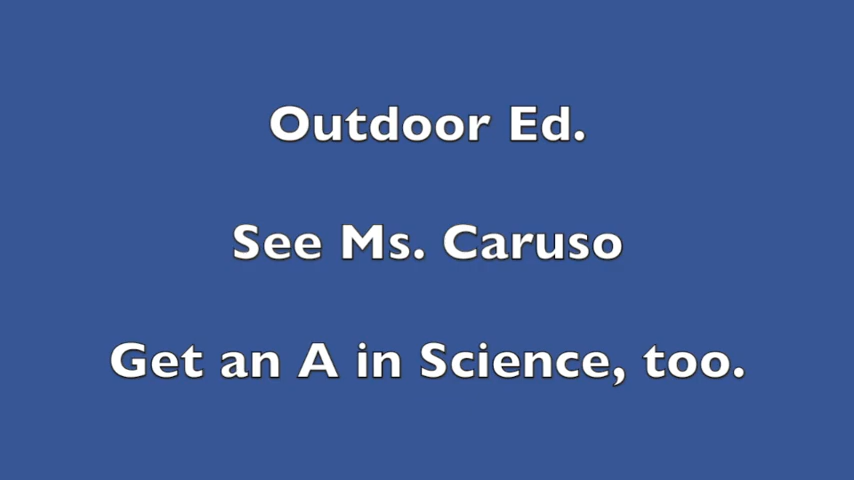 Outdoor Ed.
See Ms. Caruso
Get an A in Science, too.